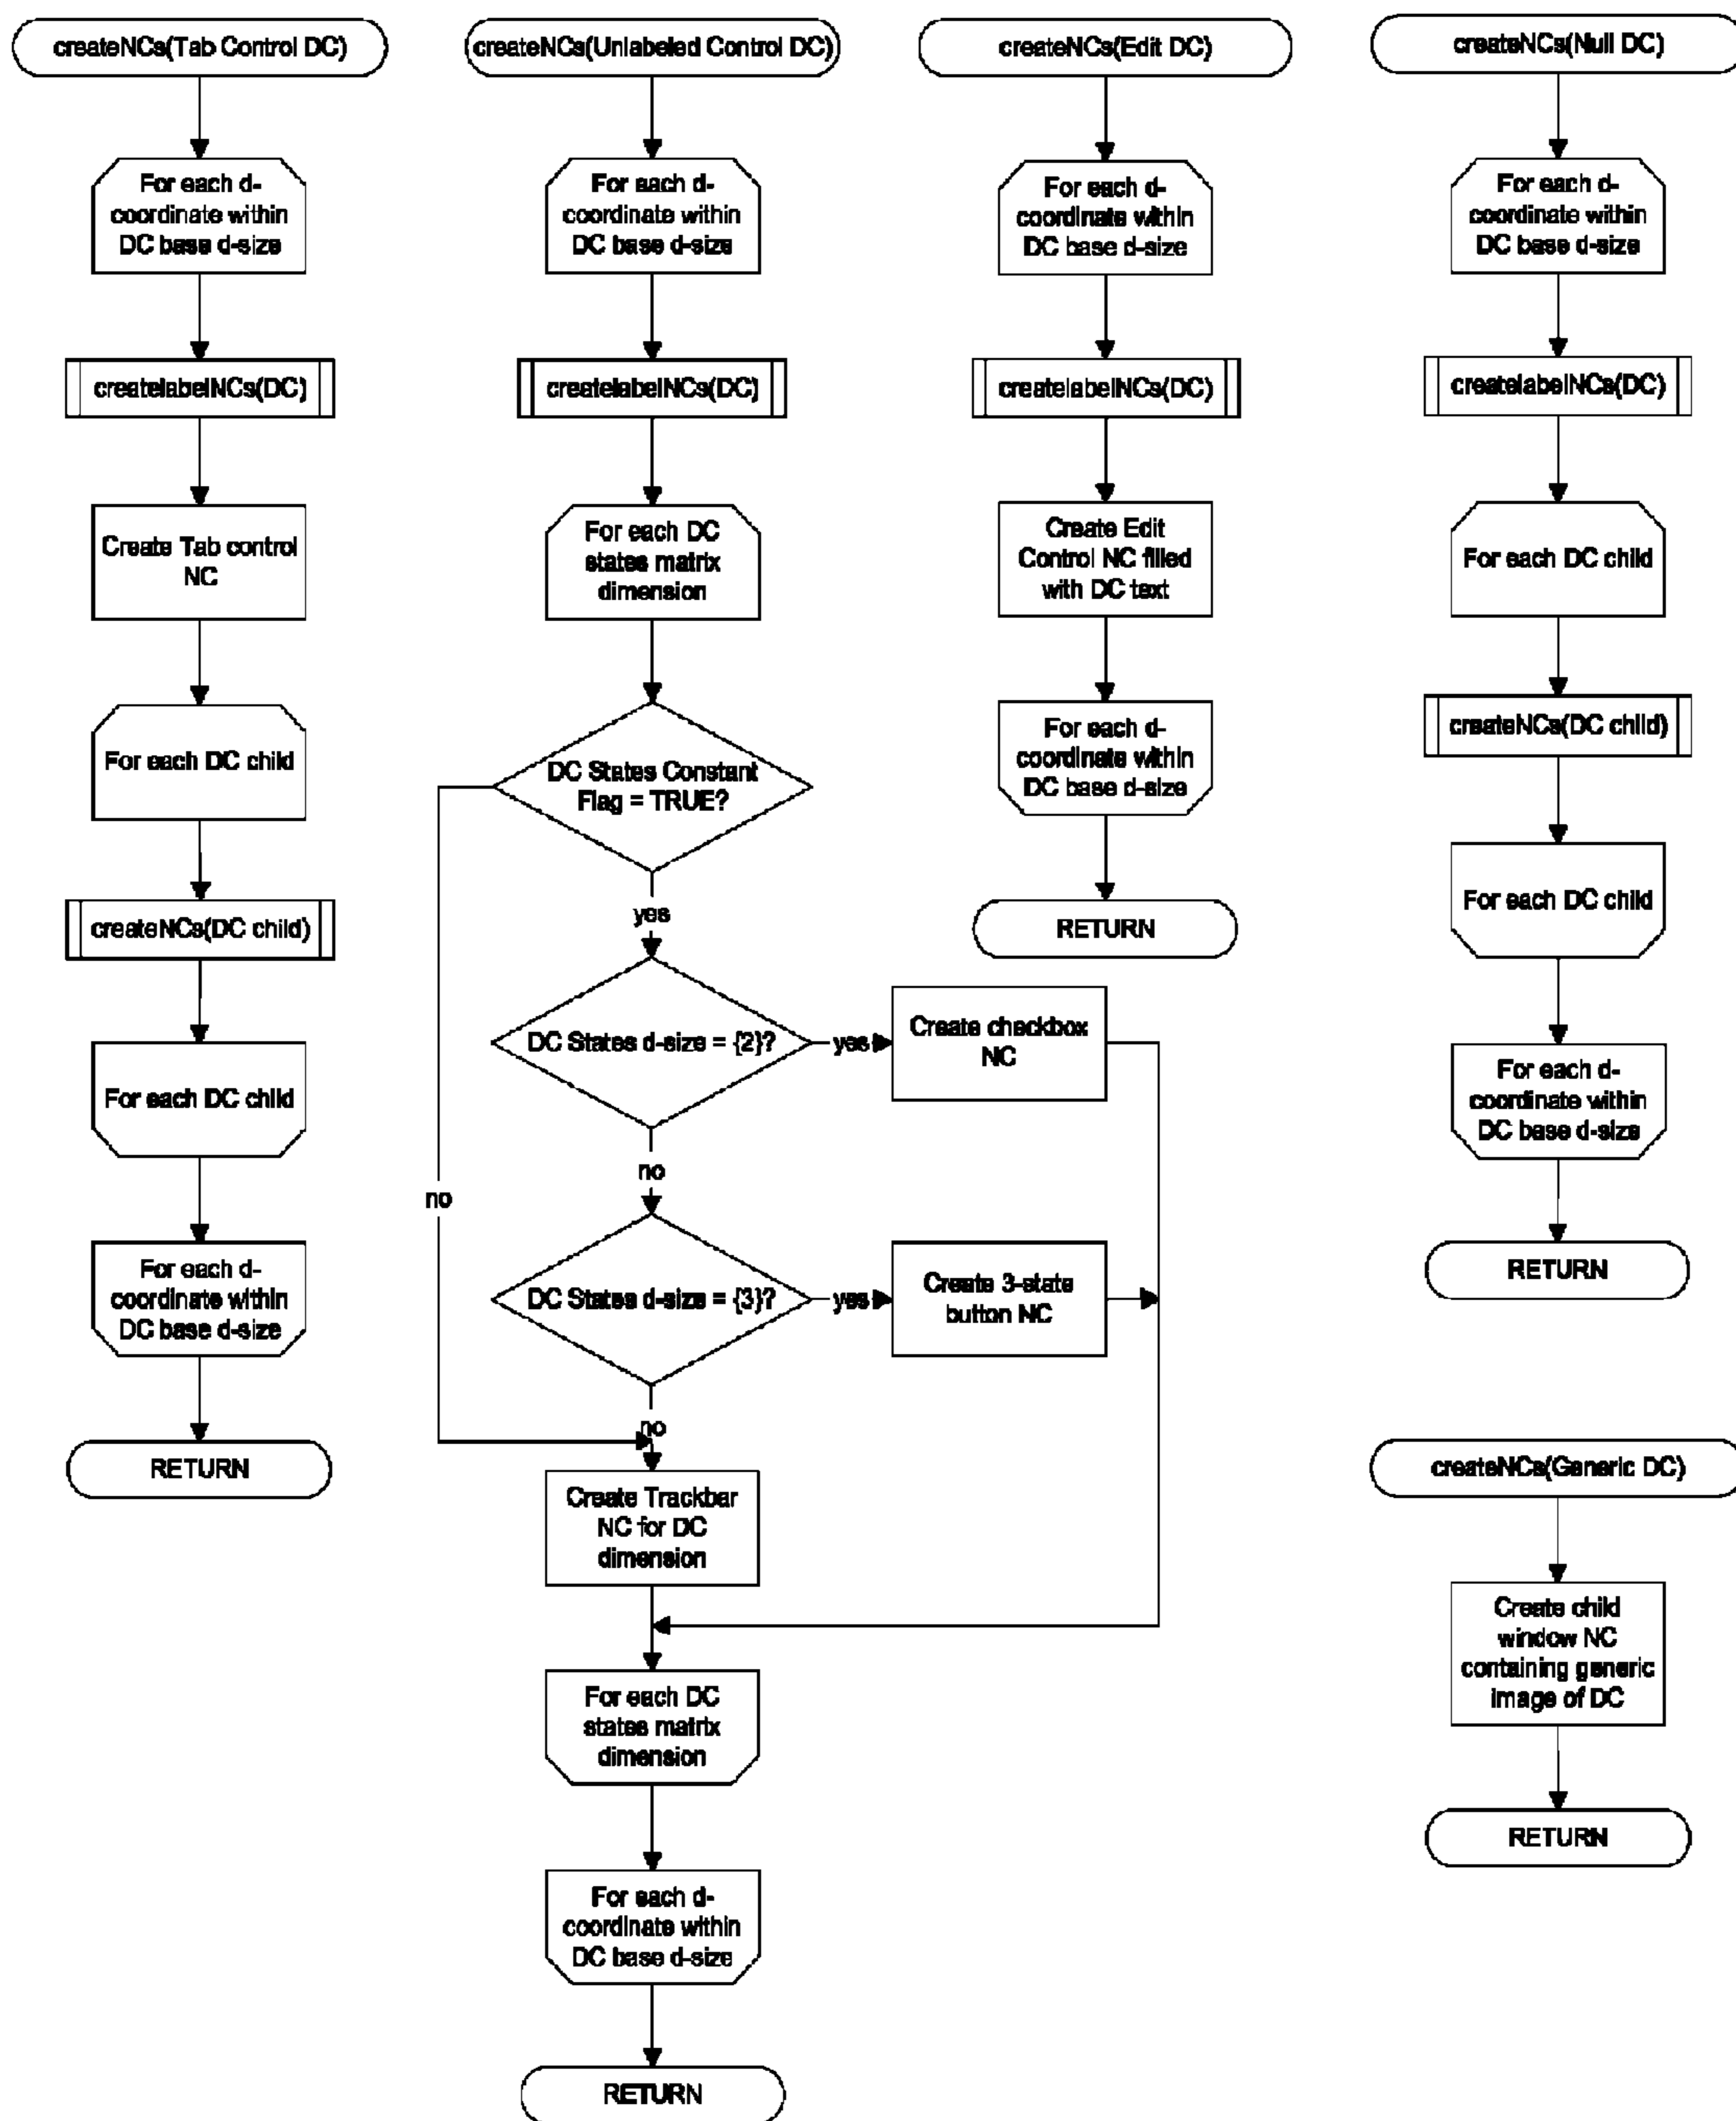 createNCs(Tab Control DC)
For each d-
coordinate within
DC base d-size
createlabelNCs(DC)
Create Tab control
NC
For each DC child
createNCs(DC child)
For each DC child
For each d-
coordinate within
DC base d-size
RETURN
createNCs(Unlabeled Control DC)
For each d-
coordinate within
DC base d-size
createlabelNCs(DC)
For each DC
states matrix
dimension
DC States Constant
Flag = TRUE?
yes
no
DC States d-size = {2}?
yes
Create checkbox
NC
no
DC States d-size = {3}?
yes
Create 3-state
button NC
no
Create Trackbar
NC for DC
dimension
For each DC
states matrix
dimension
For each d-
coordinate within
DC base d-size
RETURN
createNCs(Edit DC)
For each d-
coordinate within
DC base d-size
createlabelNCs(DC)
Create Edit
Control NC filled
with DC text
For each d-
coordinate within
DC base d-size
RETURN
createNCs(Null DC)
For each d-
coordinate within
DC base d-size
createlabelNCs(DC)
For each DC child
createNCs(DC child)
For each DC child
For each d-
coordinate within
DC base d-size
RETURN
createNCs(Generic DC)
Create child
window NC
containing generic
image of DC
RETURN